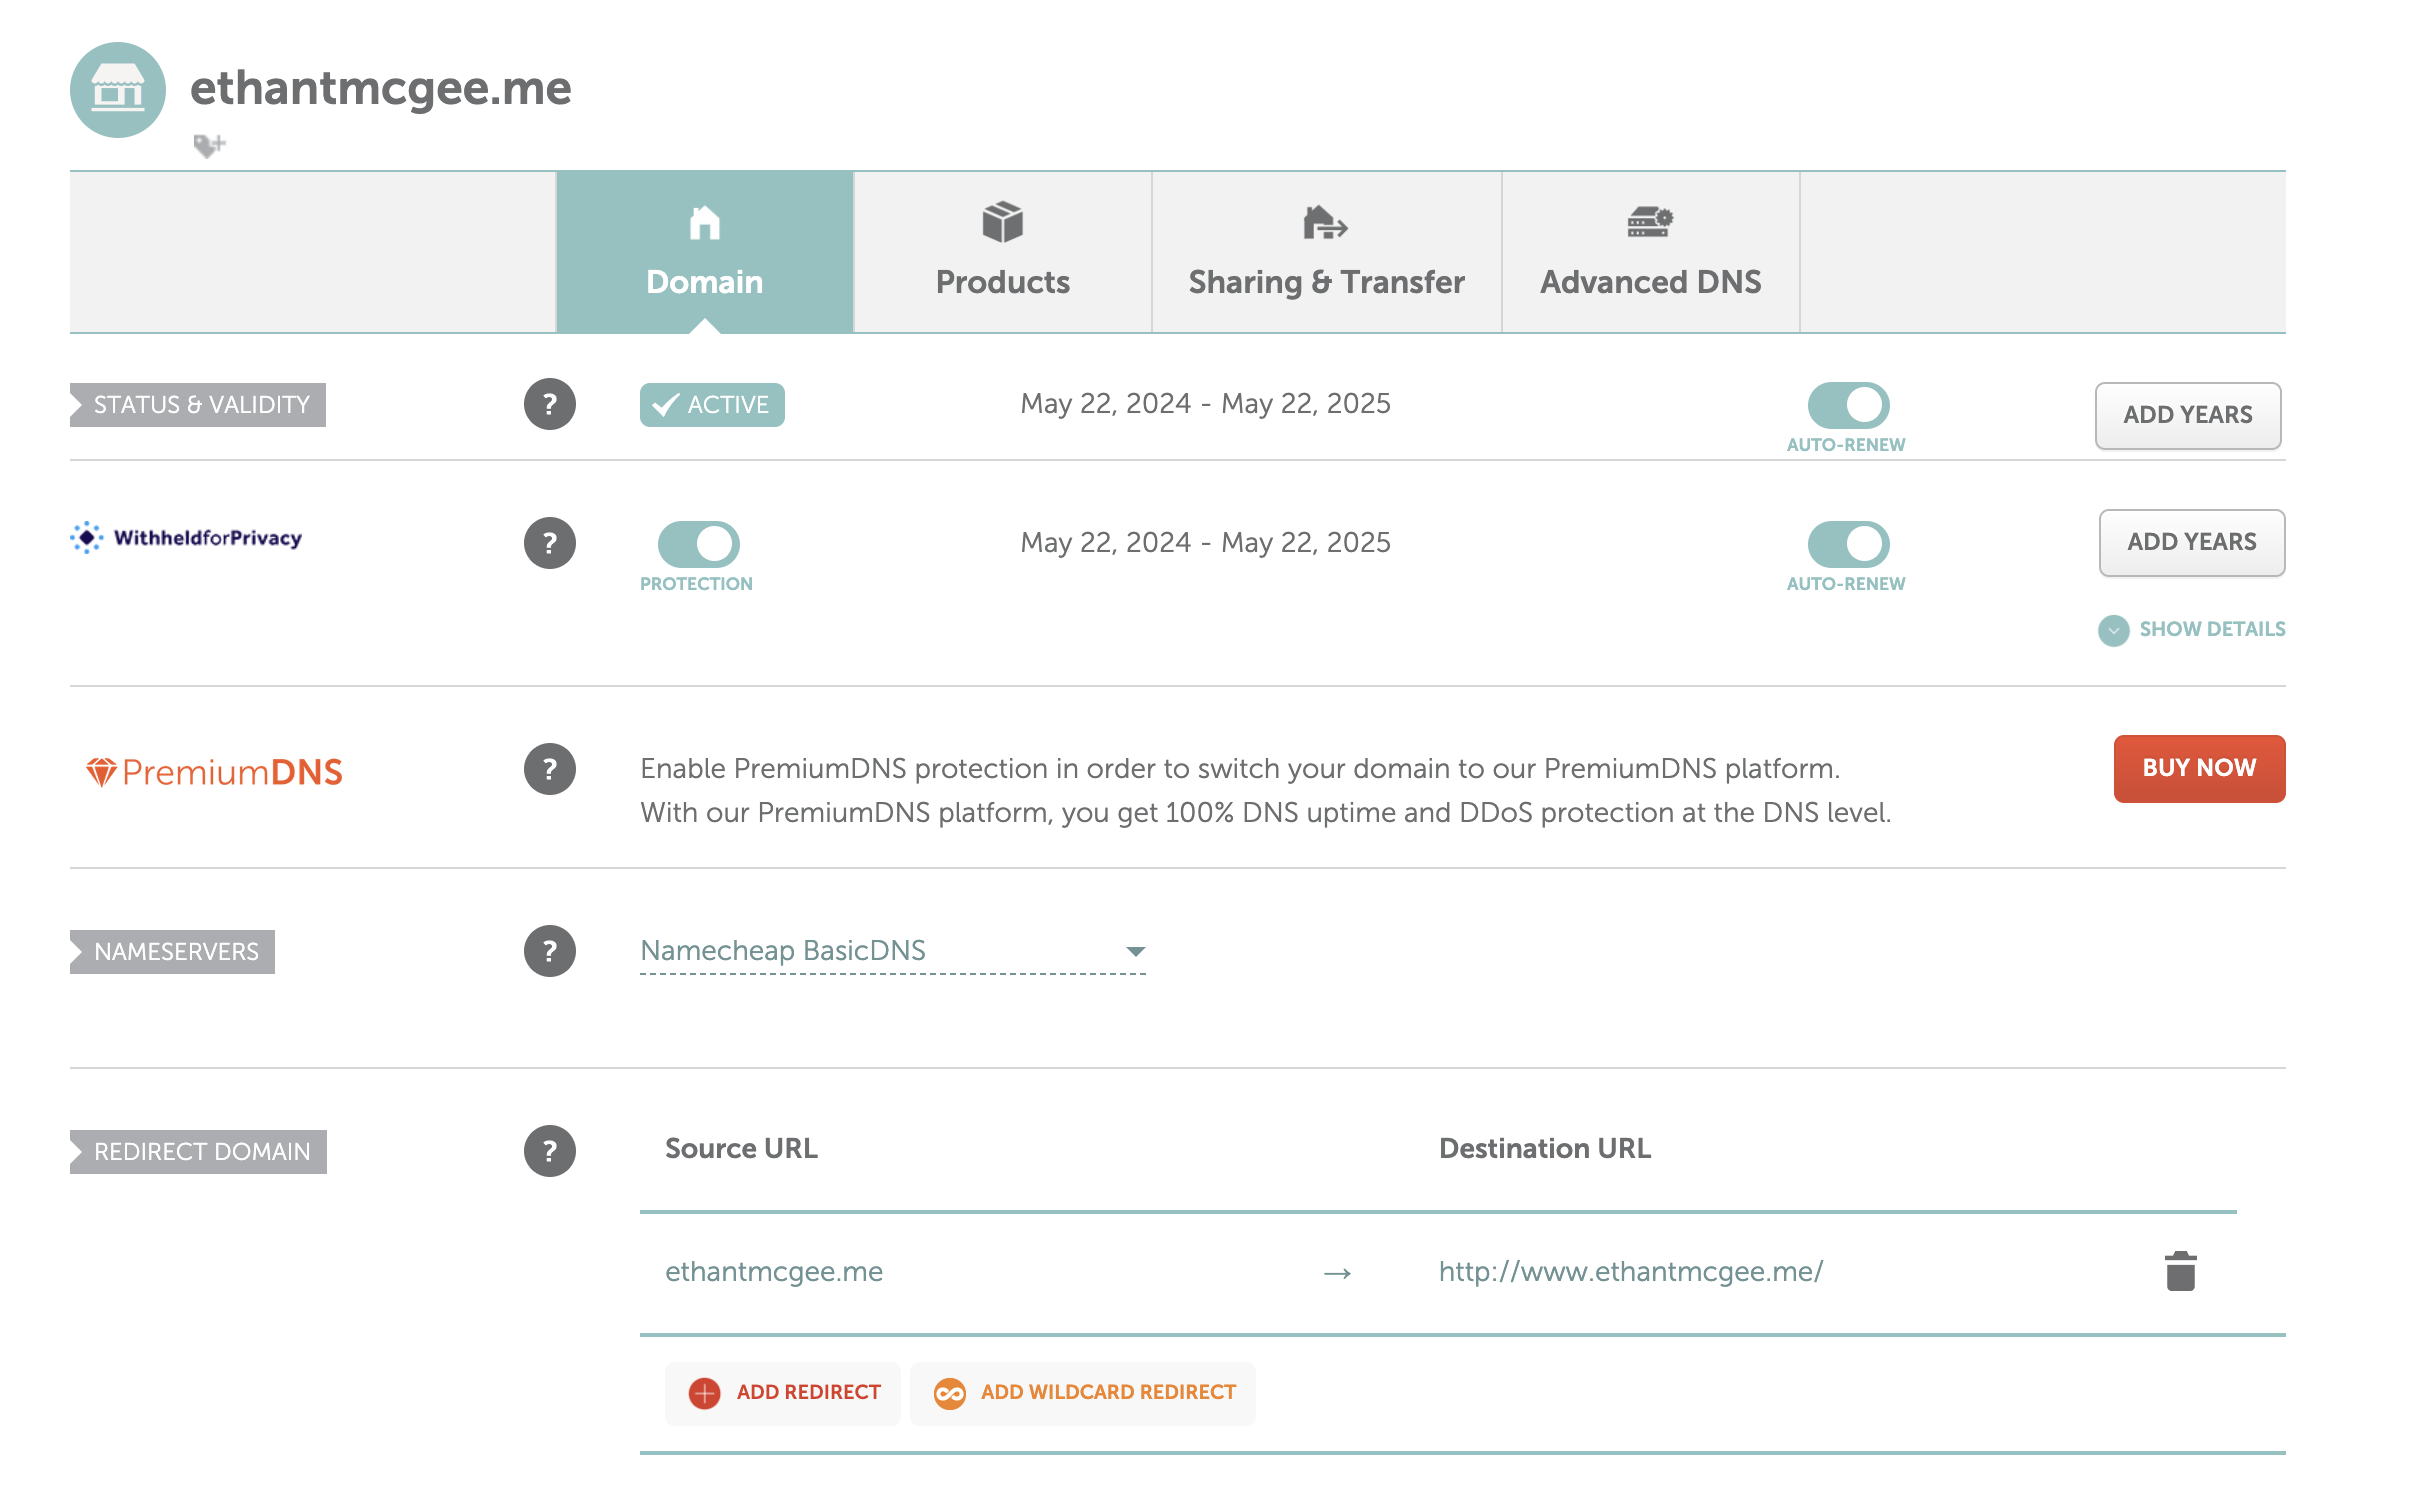 ethantmcgee.me
Domain
Products
Sharing & Transfer
Advanced DNS
STATUS & VALIDITY
?
ACTIVE
May 22, 2024 - May 22, 2025
AUTO-RENEW
ADD YEARS
WithheldforPrivacy
?
PROTECTION
May 22, 2024 - May 22, 2025
AUTO-RENEW
ADD YEARS
SHOW DETAILS
PremiumDNS
?
Enable PremiumDNS protection in order to switch your domain to our PremiumDNS platform.
With our PremiumDNS platform, you get 100% DNS uptime and DDoS protection at the DNS level.
BUY NOW
NAMESERVERS
?
Namecheap BasicDNS
REDIRECT DOMAIN
?
Source URL
Destination URL
ethantmcgee.me
→
http://www.ethantmcgee.me/
ADD REDIRECT
ADD WILDCARD REDIRECT